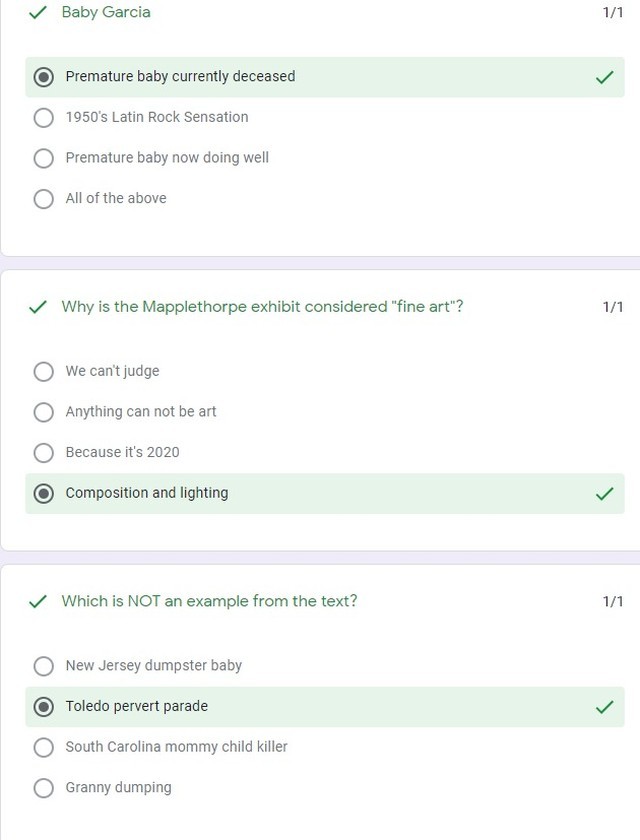 Baby Garcia 1/1
Premature baby currently deceased
1950's Latin Rock Sensation
Premature baby now doing well
All of the above
Why is the Mapplethorpe exhibit considered "fine art"? 1/1
We can't judge
Anything can not be art
Because it's 2020
Composition and lighting
Which is NOT an example from the text? 1/1
New Jersey dumpster baby
Toledo pervert parade
South Carolina mommy child killer
Granny dumping